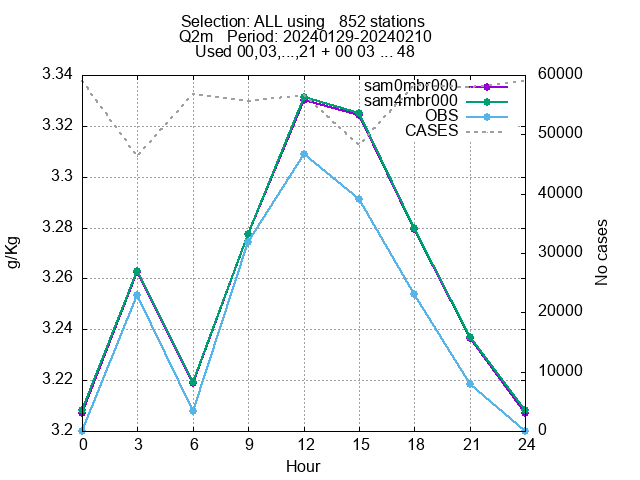 Selection: ALL using   852 stations
Q2m   Period: 20240129-20240210
Used 00,03,...,21 + 00 03 ... 48
3.34
3.32
3.3
3.28
3.26
3.24
3.22
3.2
g/Kg
sam0mbr000
sam4mbr000
OBS
CASES
60000
50000
40000
30000
20000
10000
0
No cases
0 3 6 9 12 15 18 21 24
Hour